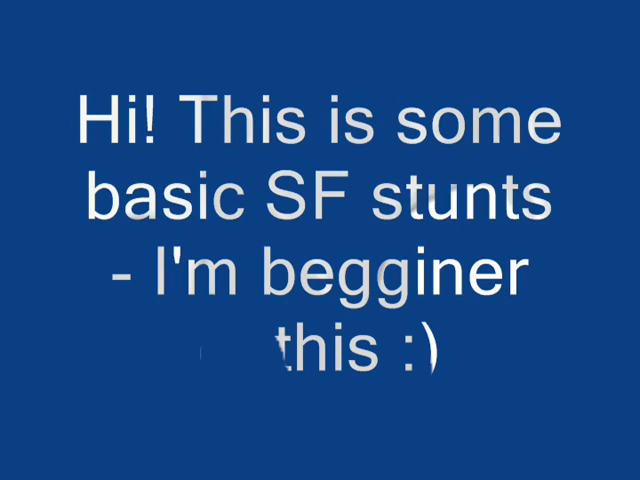 Hi! This is some
basic SF stunts
- I'm begginer
this :)